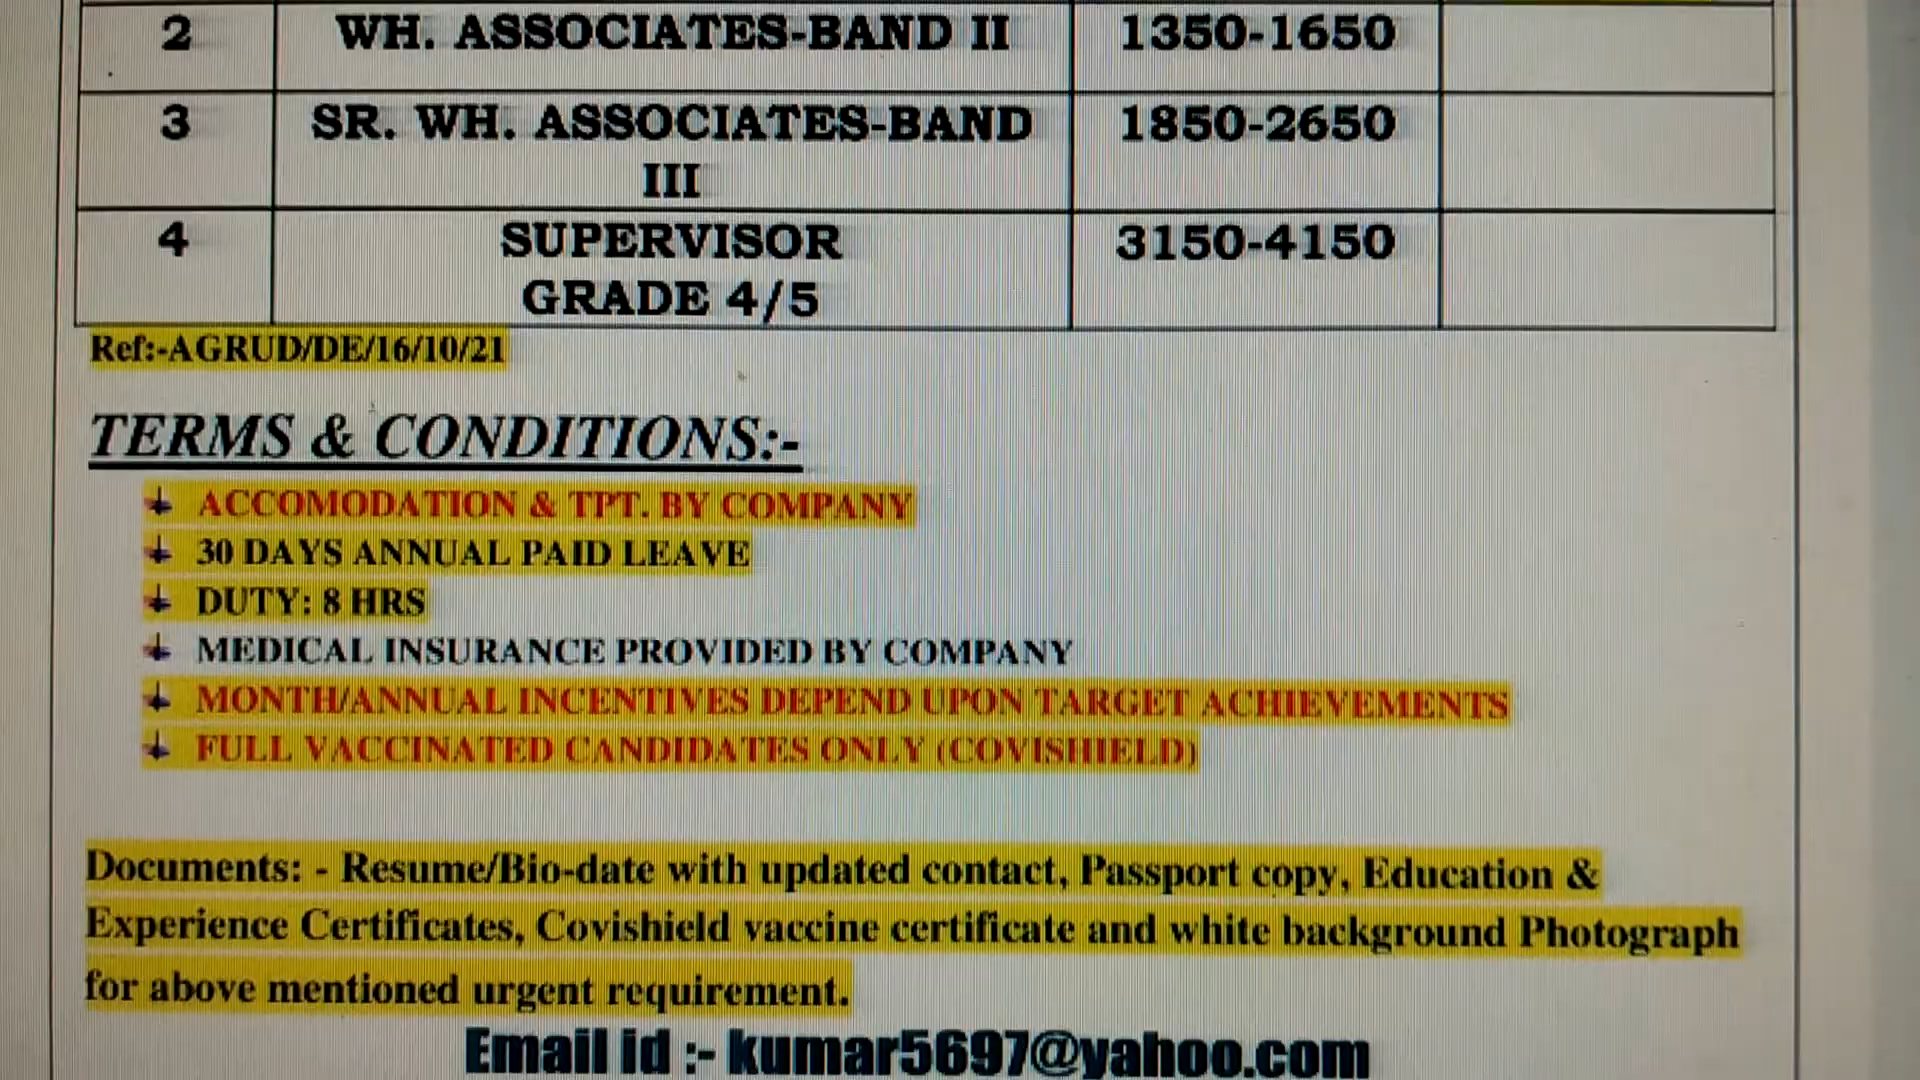 2 WH. ASSOCIATES-BAND II 1350-1650
3 SR. WH. ASSOCIATES-BAND III 1850-2650
4 SUPERVISOR GRADE 4/5 3150-4150
Ref:-AGRUD/DE/16/10/21
TERMS & CONDITIONS:-
ACCOMODATION & TPT. BY COMPANY
30 DAYS ANNUAL PAID LEAVE
DUTY: 8 HRS
MEDICAL INSURANCE PROVIDED BY COMPANY
MONTH/ANNUAL INCENTIVES DEPEND UPON TARGET ACHIEVEMENTS
FULL VACCINATED CANDIDATES ONLY (COVISHIELD)
Documents: - Resume/Bio-date with updated contact, Passport copy, Education &
Experience Certificates, Covishield vaccine certificate and white background Photograph
for above mentioned urgent requirement.
Email id :- kumar5697@yahoo.com